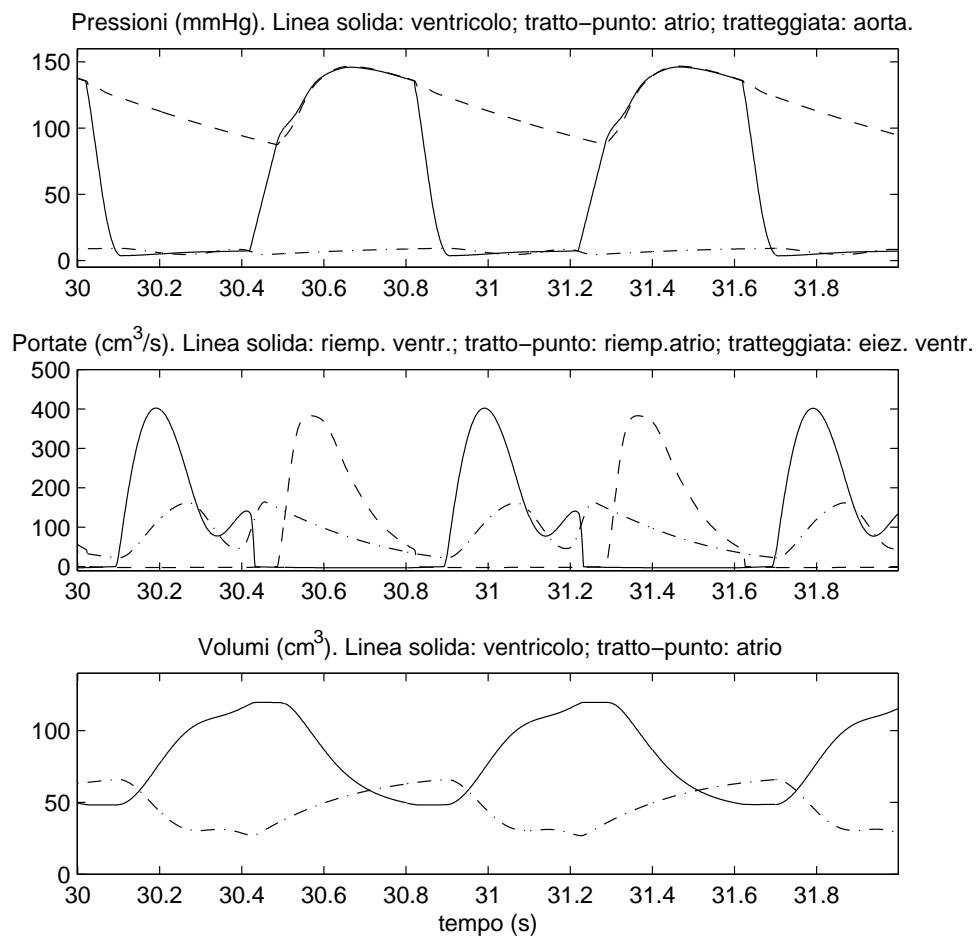 Pressioni (mmHg). Linea solida: ventricolo; tratto−punto: atrio; tratteggiata: aorta.
150
100
50
0
30 30.2 30.4 30.6 30.8 31 31.2 31.4 31.6 31.8
Portate (cm³/s). Linea solida: riemp. ventr.; tratto−punto: riemp.atrio; tratteggiata: eiez. ventr.
500
400
300
200
100
0
30 30.2 30.4 30.6 30.8 31 31.2 31.4 31.6 31.8
Volumi (cm³). Linea solida: ventricolo; tratto−punto: atrio
100
50
0
30 30.2 30.4 30.6 30.8 31 31.2 31.4 31.6 31.8
tempo (s)